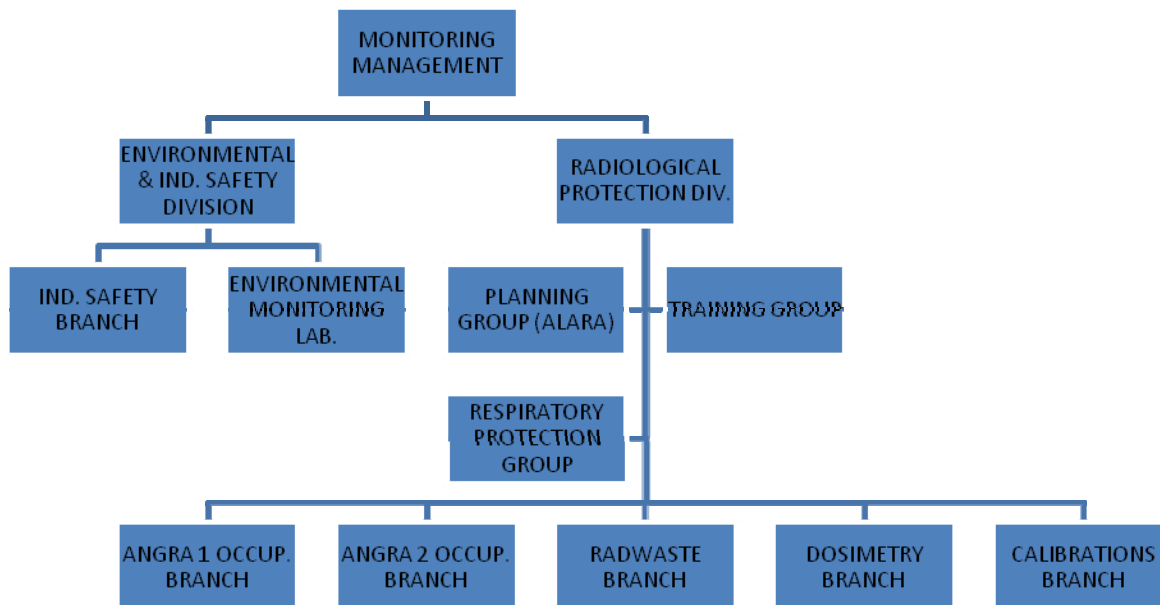 MONITORING
MANAGEMENT
ENVIRONMENTAL
& IND. SAFETY
DIVISION
RADIOLOGICAL
PROTECTION DIV.
IND. SAFETY
BRANCH
ENVIRONMENTAL
MONITORING
LAB.
PLANNING
GROUP (ALARA)
TRAINING GROUP
RESPIRATORY
PROTECTION
GROUP
ANGRA 1 OCCUP.
BRANCH
ANGRA 2 OCCUP.
BRANCH
RADWASTE
BRANCH
DOSIMETRY
BRANCH
CALIBRATIONS
BRANCH